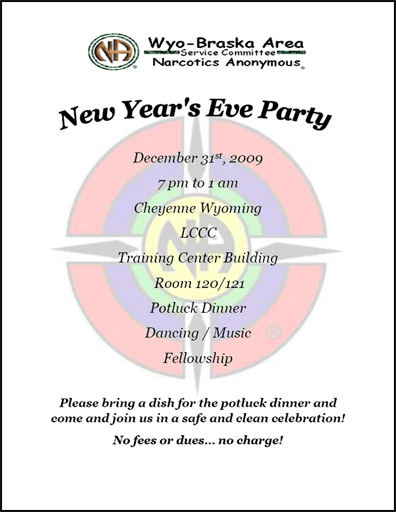 NA
Wyo-Braska Area
Service Committee
Narcotics Anonymous®
New Year's Eve Party
December 31st, 2009
7 pm to 1 am
Cheyenne Wyoming
LCCC
Training Center Building
Room 120/121
Potluck Dinner
Dancing / Music
Fellowship
NA
Please bring a dish for the potluck dinner and
come and join us in a safe and clean celebration!
No fees or dues... no charge!